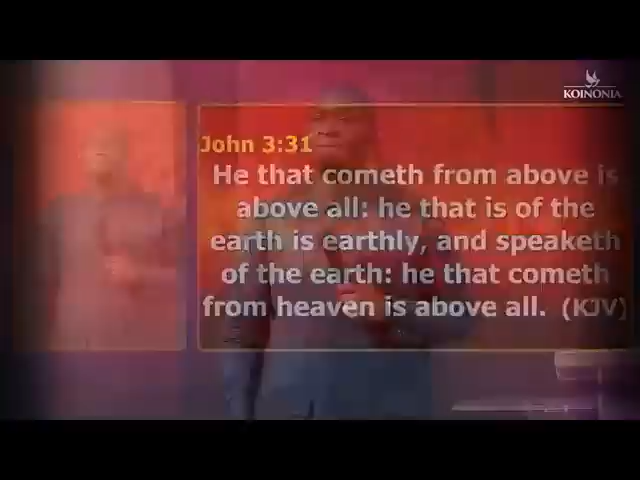 KOINONIA
John 3:31
He that cometh from above is
above all: he that is of the
earth is earthly, and speaketh
of the earth: he that cometh
from heaven is above all. (KJV)